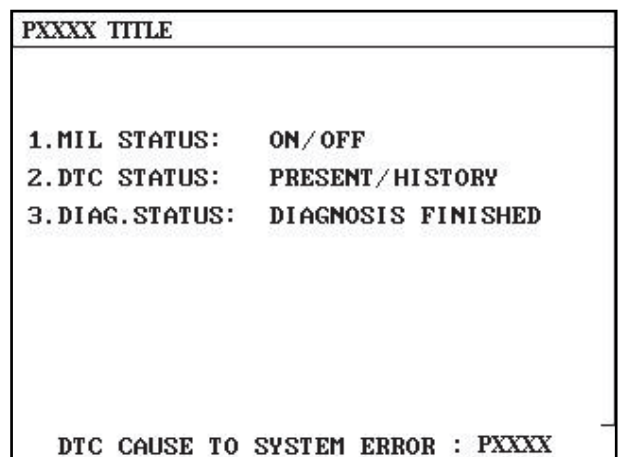 PXXXX TITLE
1.MIL STATUS: ON/OFF
2.DTC STATUS: PRESENT/HISTORY
3.DIAG.STATUS: DIAGNOSIS FINISHED
DTC CAUSE TO SYSTEM ERROR : PXXXX